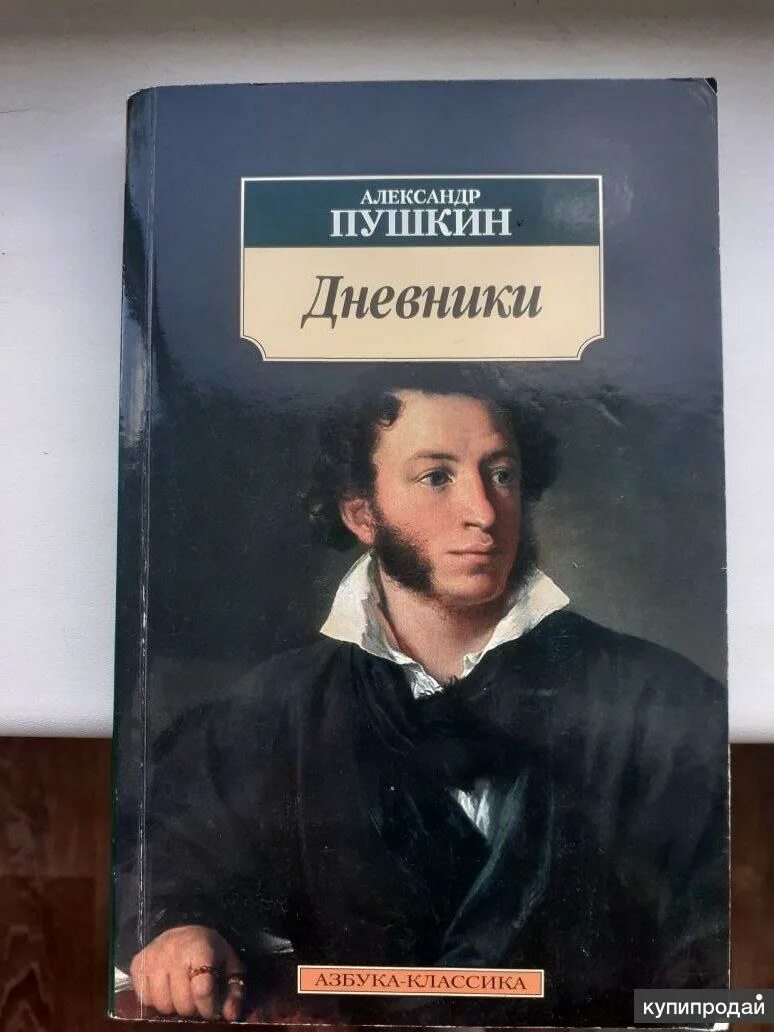 АЛЕКСАНДР
ПУШКИН
Дневники
АЗБУКА-КЛАССИКА
купипродай